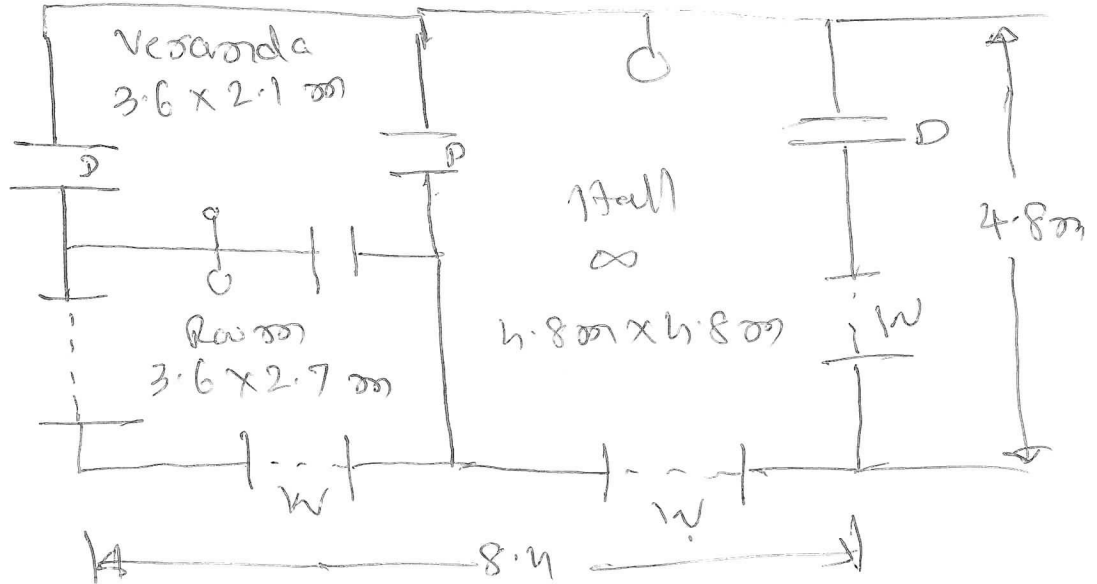 Veranda
3.6 x 2.1 m
D
D
D
Hall
∞
4.8m x 4.8m
4.8m
Room
3.6 x 2.7 m
W
W
W
8.4